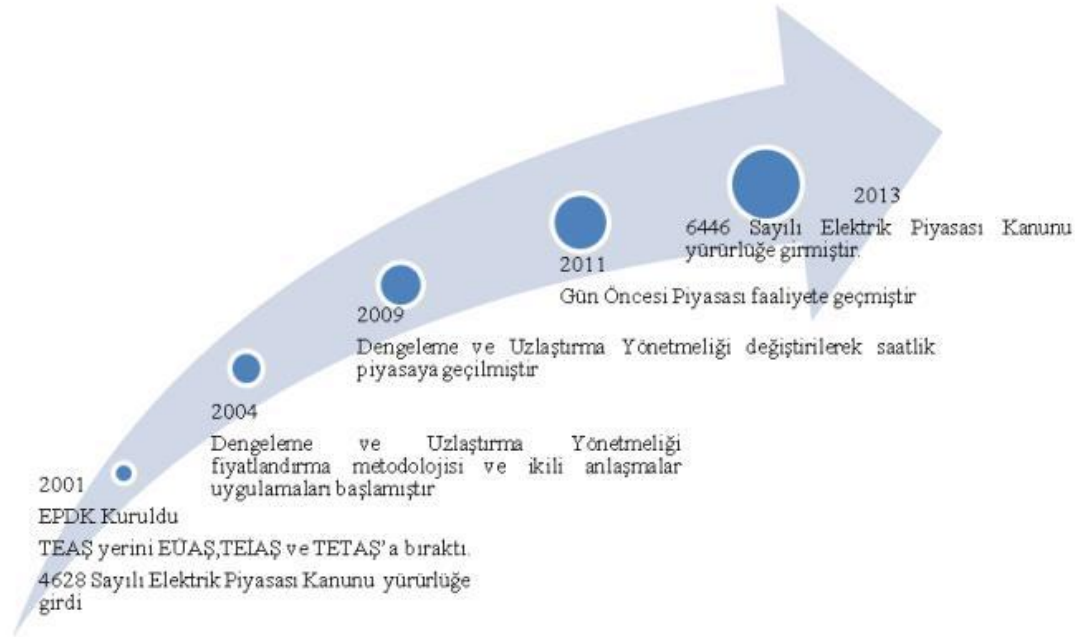 2001
EPDK Kuruldu
TEAŞ yerini EÜAŞ,TEİAŞ ve TETAŞ’a bıraktı.
4628 Sayılı Elektrik Piyasası Kanunu yürürlüğe
girdi
2004
Dengeleme ve Uzlaştırma Yönetmeliği
fiyatlandırma metodolojisi ve ikili anlaşmalar
uygulamaları başlamıştır
2009
Dengeleme ve Uzlaştırma Yönetmeliği değiştirilerek saatlik
piyasaya geçilmiştir
2011
Gün Öncesi Piyasası faaliyete geçmiştir
2013
6446 Sayılı Elektrik Piyasası Kanunu
yürürlüğe girmiştir.